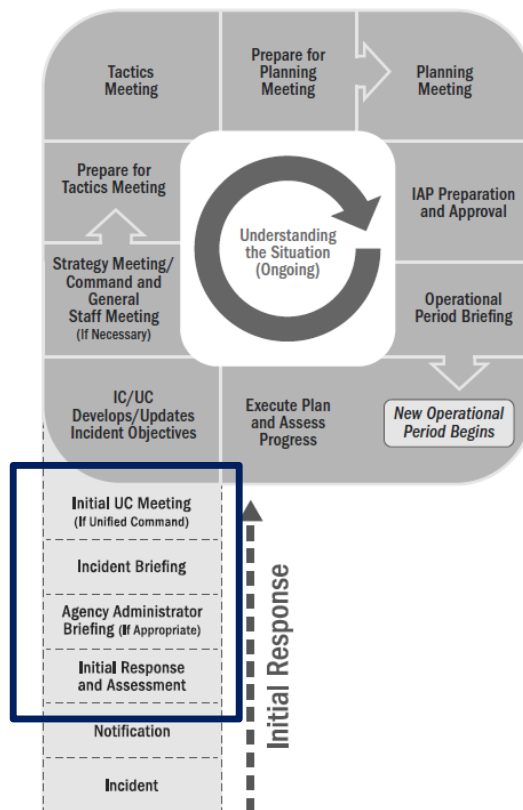 Tactics
Meeting
Prepare for
Planning
Meeting
Planning
Meeting
Prepare for
Tactics Meeting
Understanding
the Situation
(Ongoing)
IAP Preparation
and Approval
Strategy Meeting/
Command and
General
Staff Meeting
(If Necessary)
Operational
Period Briefing
IC/UC
Develops/Updates
Incident Objectives
Execute Plan
and Assess
Progress
New Operational
Period Begins
Initial UC Meeting
(If Unified Command)
Incident Briefing
Agency Administrator
Briefing (If Appropriate)
Initial Response
and Assessment
Notification
Incident
Initial Response